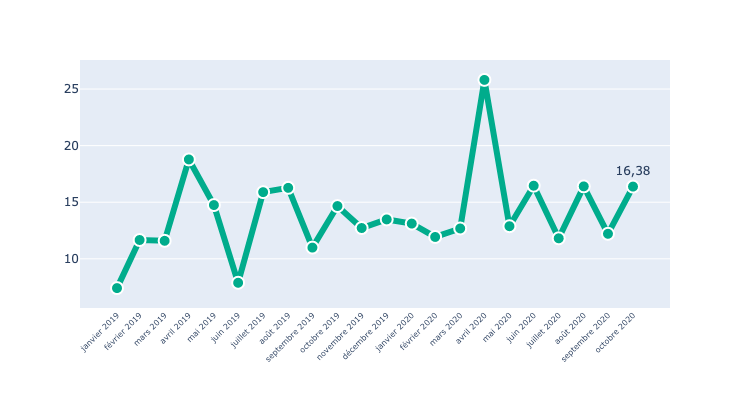 25
20
15
10
16,38
janvier 2019
février 2019
mars 2019
avril 2019
mai 2019
juin 2019
juillet 2019
août 2019
septembre 2019
octobre 2019
novembre 2019
décembre 2019
janvier 2020
février 2020
mars 2020
avril 2020
mai 2020
juin 2020
juillet 2020
août 2020
septembre 2020
octobre 2020